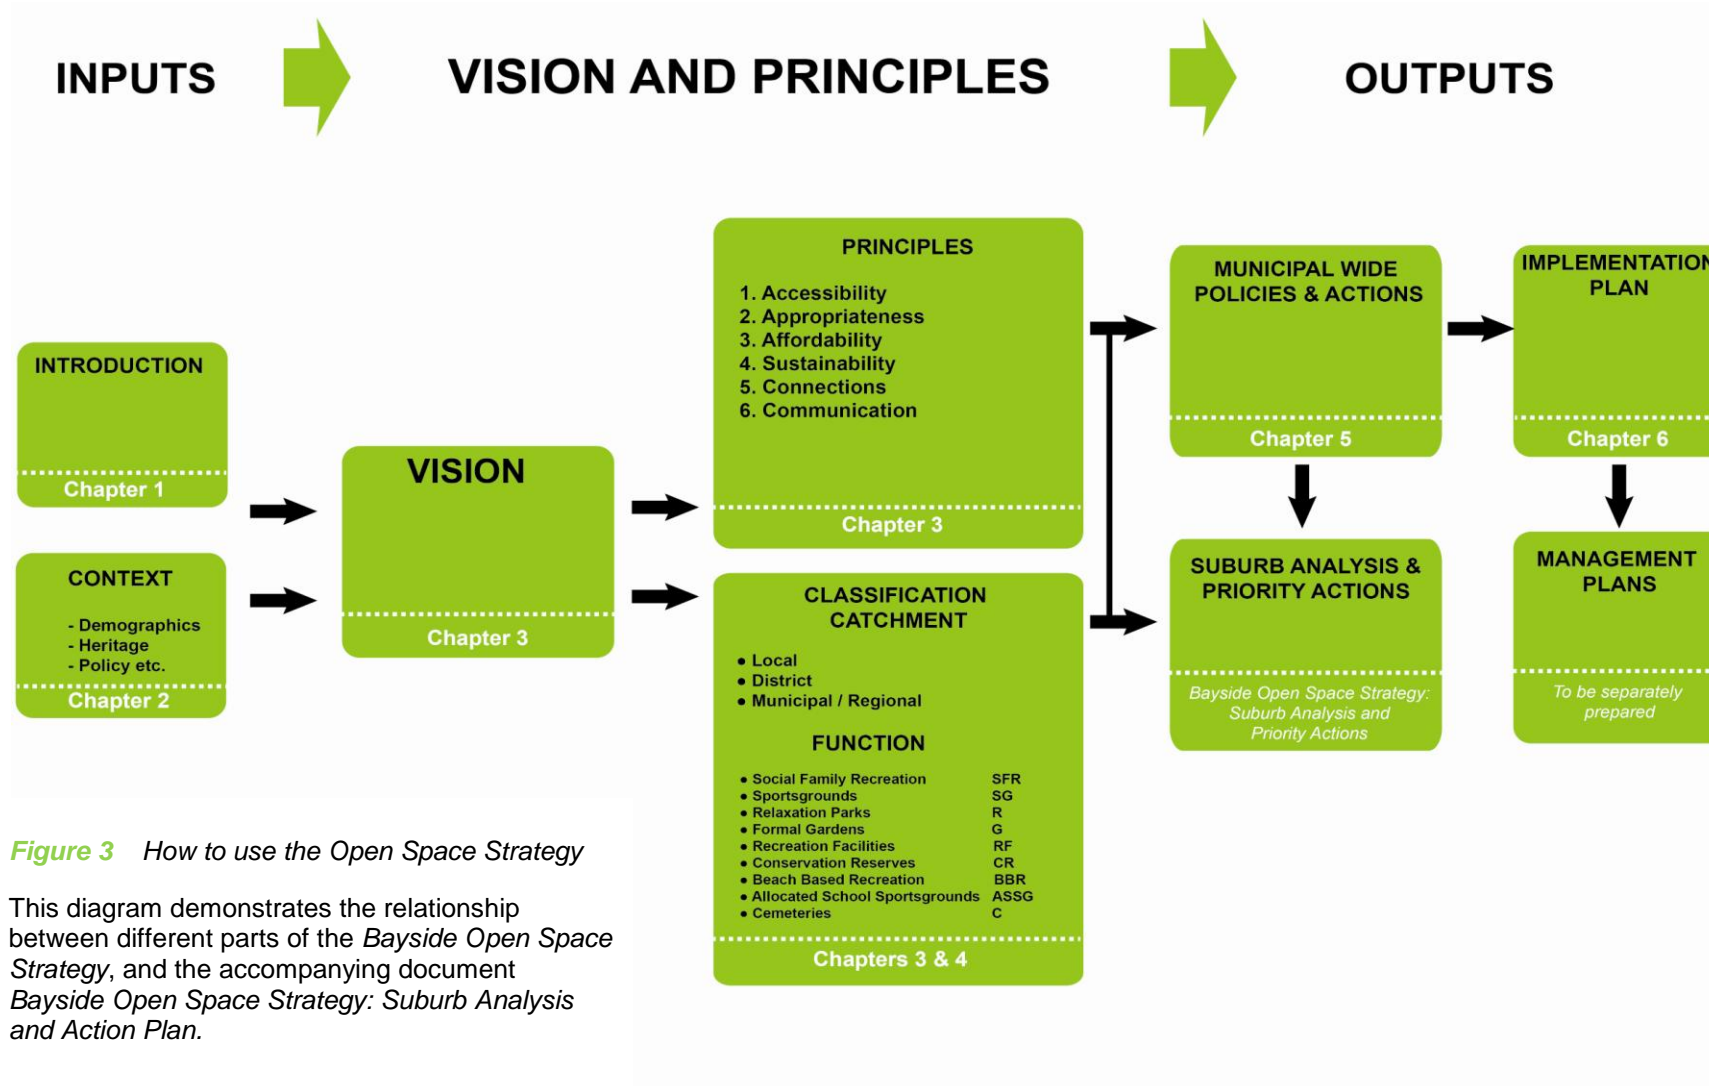 INPUTS
VISION AND PRINCIPLES
OUTPUTS
INTRODUCTION
Chapter 1
CONTEXT
- Demographics
- Heritage
- Policy etc.
Chapter 2
VISION
Chapter 3
PRINCIPLES
1. Accessibility
2. Appropriateness
3. Affordability
4. Sustainability
5. Connections
6. Communication
Chapter 3
CLASSIFICATION
CATCHMENT
● Local
● District
● Municipal / Regional
FUNCTION
● Social Family Recreation SFR
● Sportsgrounds SG
● Relaxation Parks R
● Formal Gardens G
● Recreation Facilities RF
● Conservation Reserves CR
● Beach Based Recreation BBR
● Allocated School Sportsgrounds ASSG
● Cemeteries C
Chapters 3 & 4
MUNICIPAL WIDE
POLICIES & ACTIONS
Chapter 5
SUBURB ANALYSIS &
PRIORITY ACTIONS
Bayside Open Space Strategy:
Suburb Analysis and
Priority Actions
IMPLEMENTATION
PLAN
Chapter 6
MANAGEMENT
PLANS
To be separately
prepared
Figure 3 How to use the Open Space Strategy
This diagram demonstrates the relationship
between different parts of the Bayside Open Space
Strategy, and the accompanying document
Bayside Open Space Strategy: Suburb Analysis
and Action Plan.